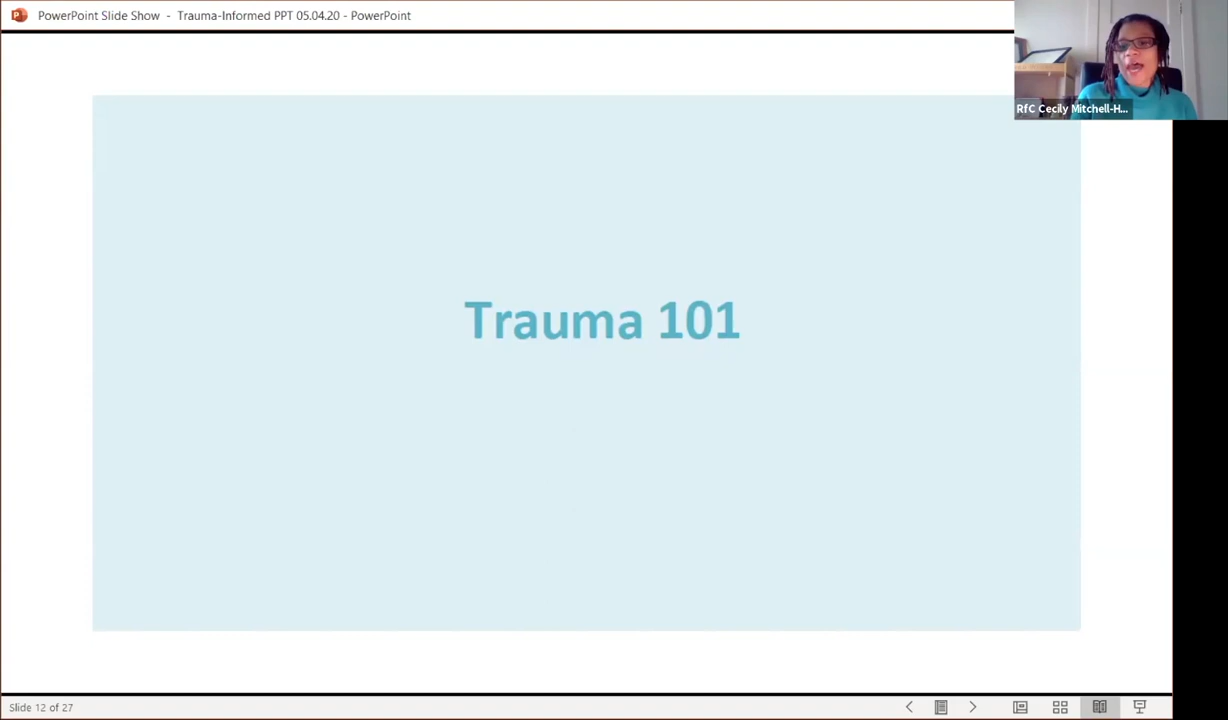 PowerPoint Slide Show - Trauma-Informed PPT 05.04.20 - PowerPoint
RfC Cecily Mitchell-H...
Trauma 101
Slide 12 of 27